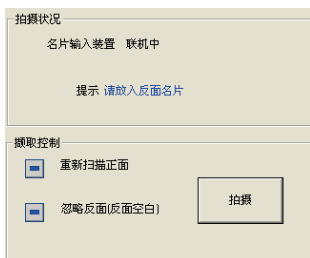 拍摄状况
名片输入装置 联机中
提示 请放入反面名片
撷取控制
重新扫描正面
忽略反面(反面空白)
拍摄